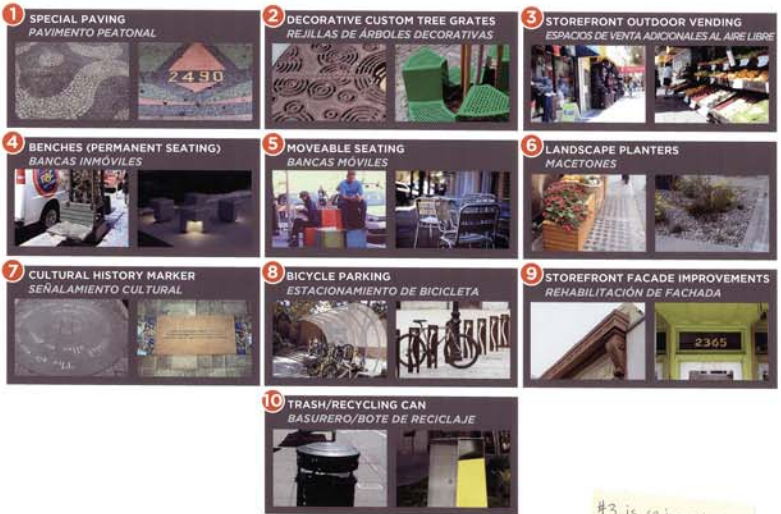 1
SPECIAL PAVING
PAVIMENTO PEATONAL
2490
2
DECORATIVE CUSTOM TREE GRATES
REJILLAS DE ÁRBOLES DECORATIVAS
3
STOREFRONT OUTDOOR VENDING
ESPACIOS DE VENTA ADICIONALES AL AIRE LIBRE
4
BENCHES (PERMANENT SEATING)
BANCAS INMÓVILES
5
MOVEABLE SEATING
BANCAS MÓVILES
6
LANDSCAPE PLANTERS
MACETONES
7
CULTURAL HISTORY MARKER
SEÑALAMIENTO CULTURAL
8
BICYCLE PARKING
ESTACIONAMIENTO DE BICICLETA
9
STOREFRONT FACADE IMPROVEMENTS
REHABILITACIÓN DE FACHADA
2365
10
TRASH/RECYCLING CAN
BASURERO/BOTE DE RECICLAJE
#3 is